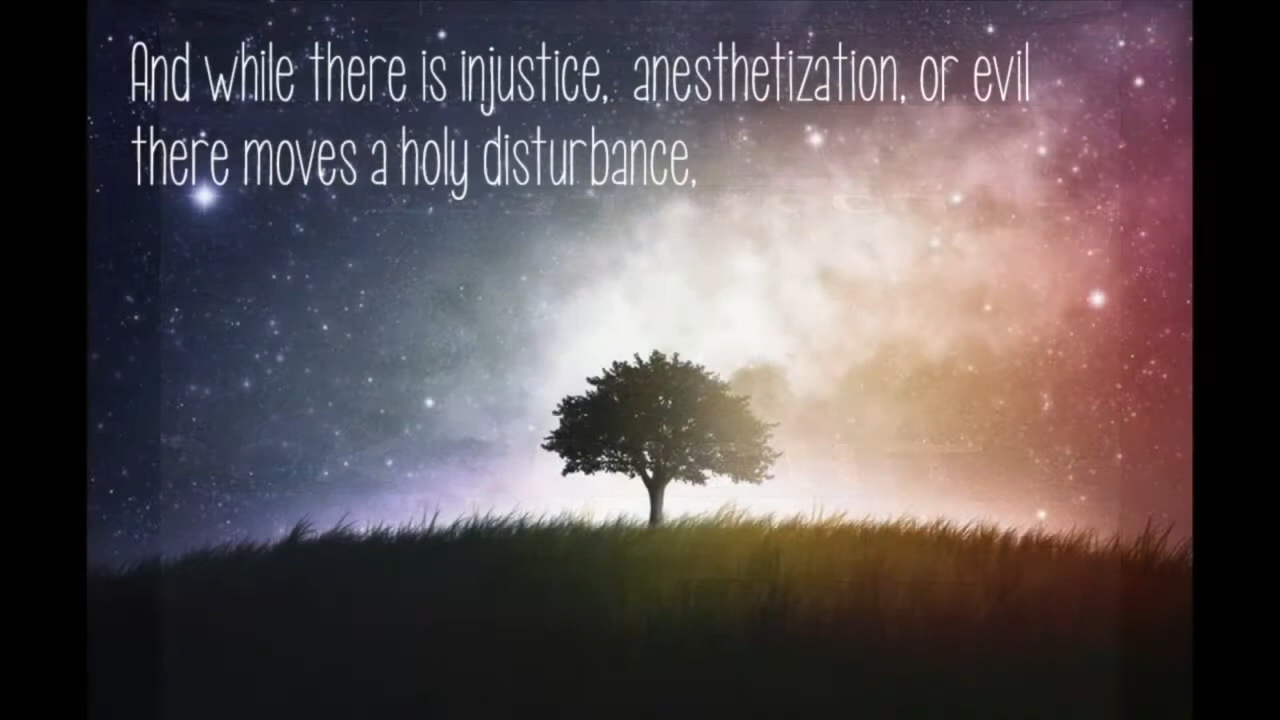 And while there is injustice, anesthetization, or evil
there moves a holy disturbance,